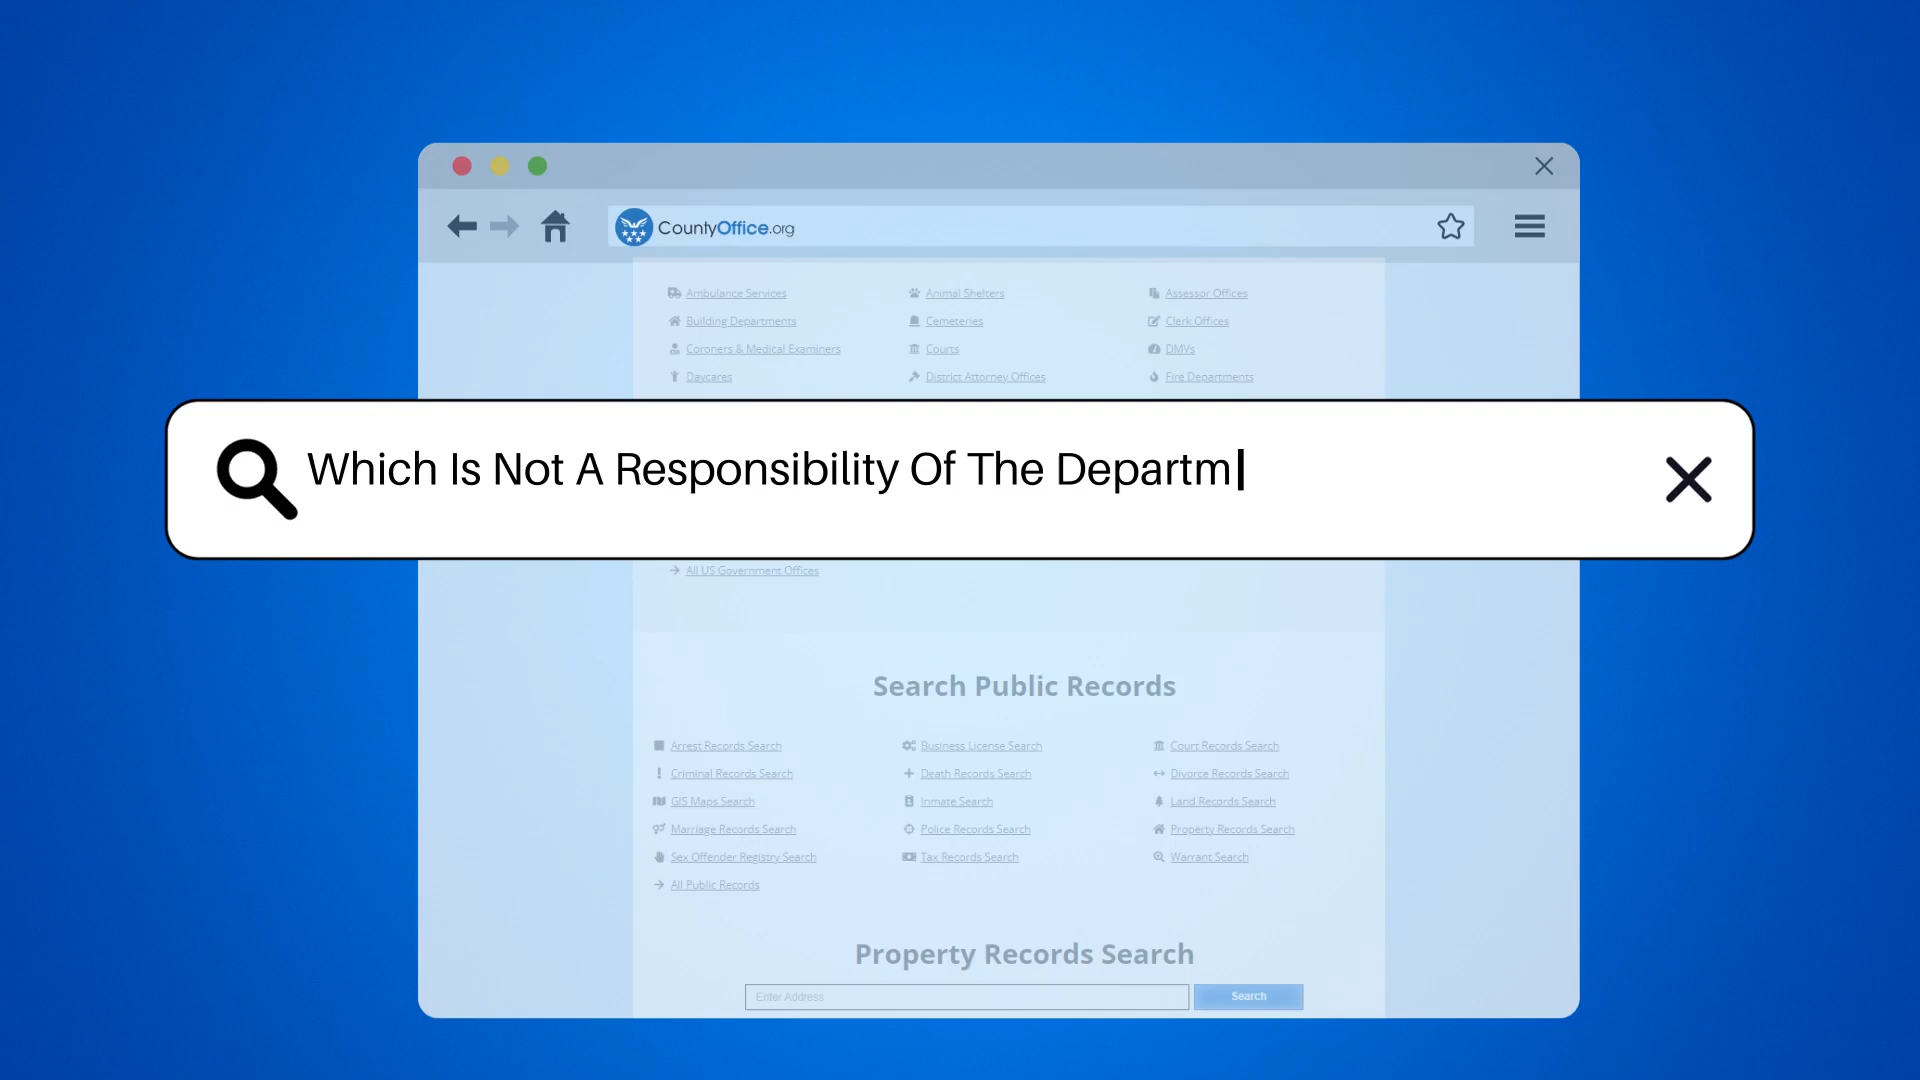 CountyOffice.org
Ambulance Services Animal Shelters Assessor Offices
Building Departments Cemeteries Clerk Offices
Coroners & Medical Examiners Courts DMVs
Daycares District Attorney Offices Fire Departments
Which Is Not A Responsibility Of The Departm
All US Government Offices
Search Public Records
Arrest Records Search Business License Search Court Records Search
Criminal Records Search Death Records Search Divorce Records Search
GIS Maps Search Inmate Search Land Records Search
Marriage Records Search Police Records Search Property Records Search
Sex Offender Registry Search Tax Records Search Warrant Search
All Public Records
Property Records Search
Enter Address Search